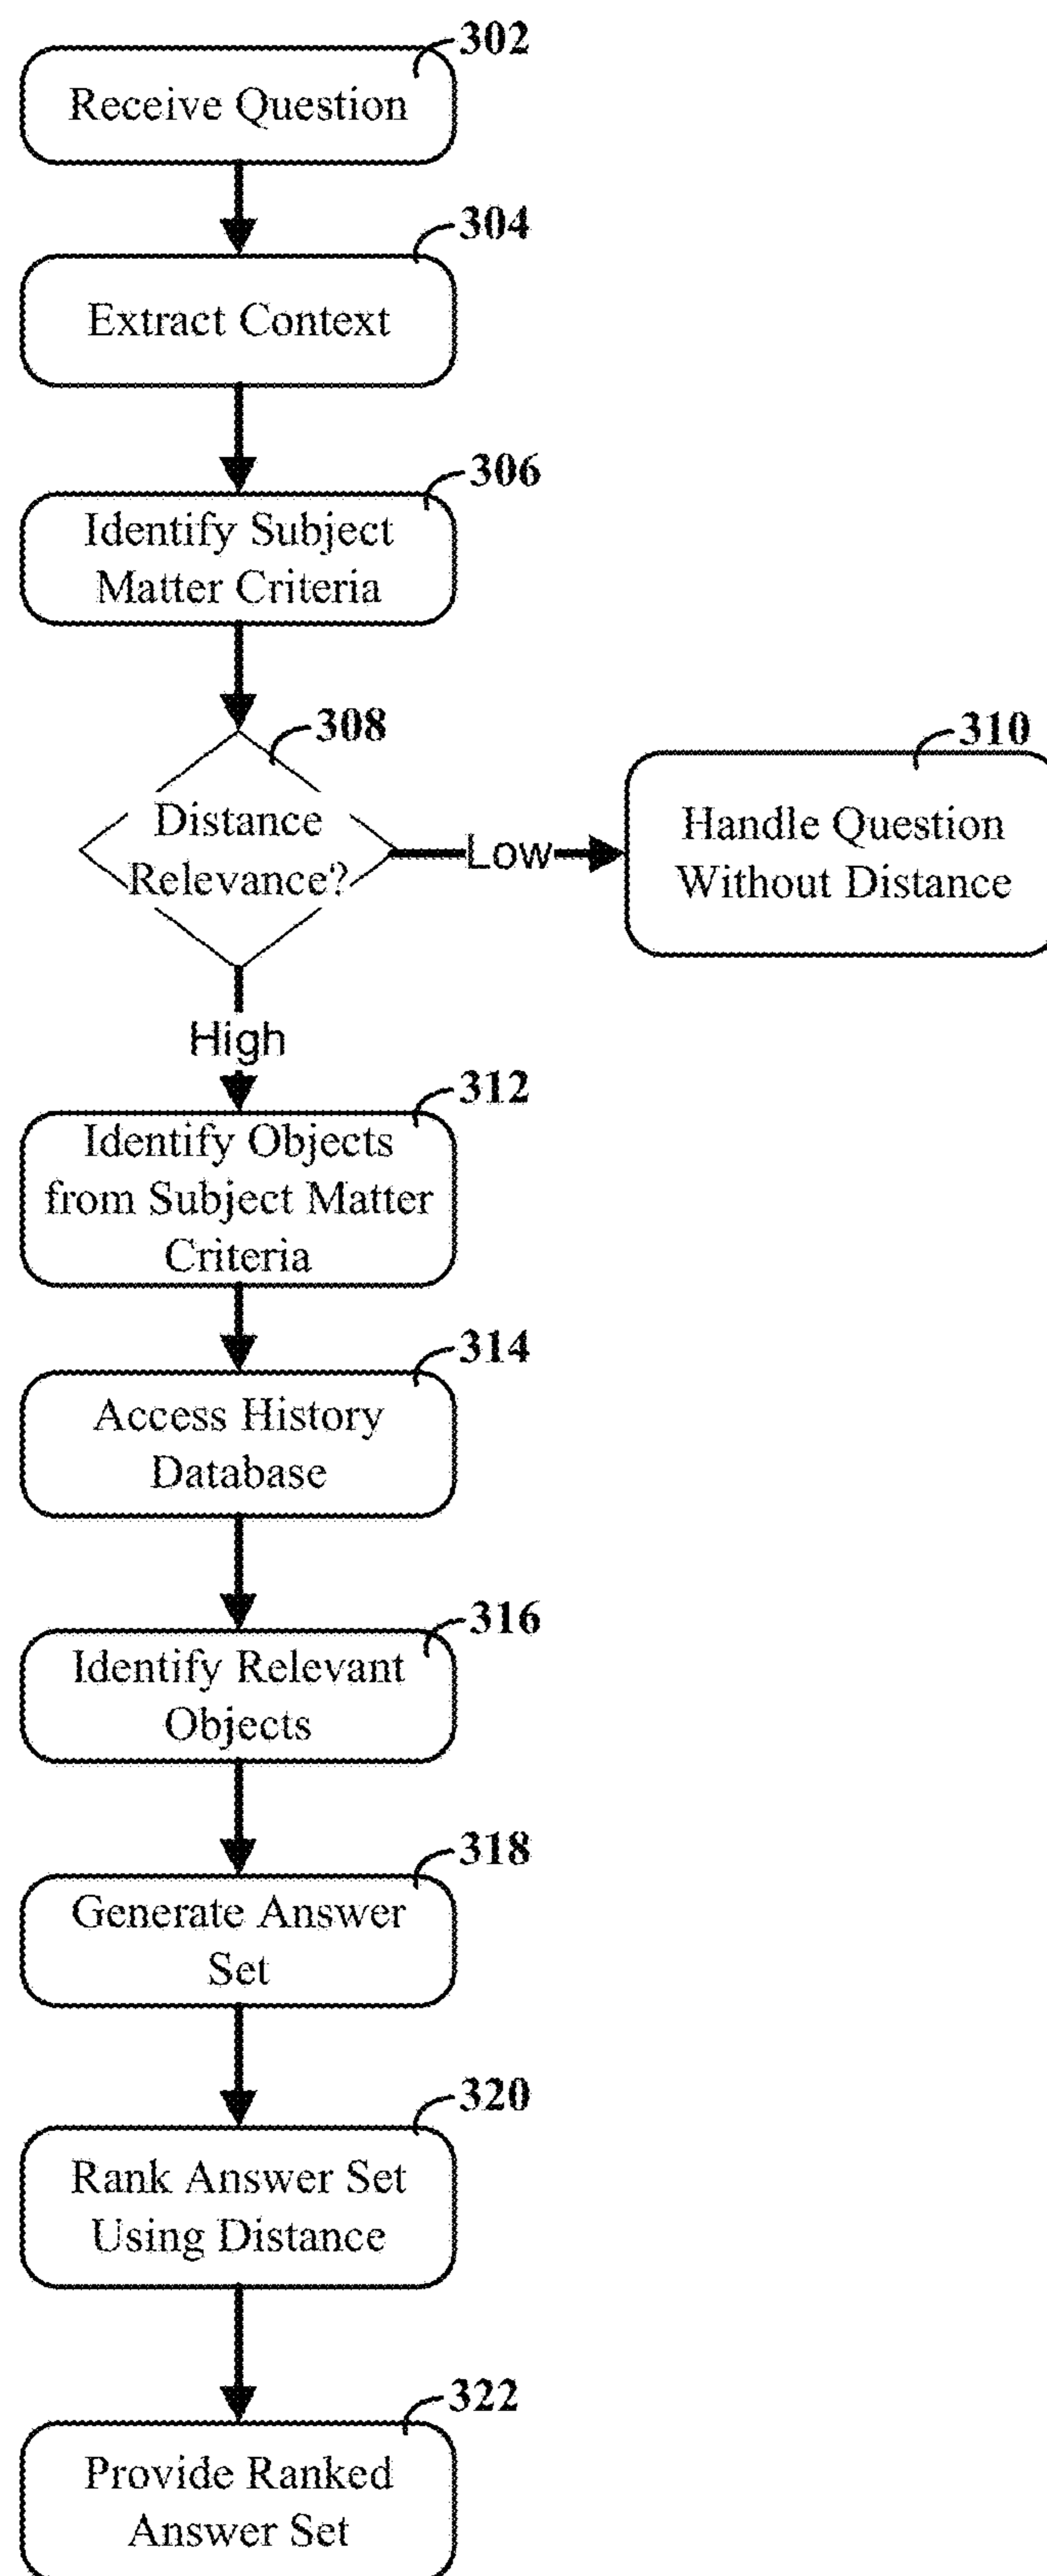 302
Receive Question
304
Extract Context
306
Identify Subject
Matter Criteria
308
Distance
Relevance?
Low
310
Handle Question
Without Distance
High
312
Identify Objects
from Subject Matter
Criteria
314
Access History
Database
316
Identify Relevant
Objects
318
Generate Answer
Set
320
Rank Answer Set
Using Distance
322
Provide Ranked
Answer Set